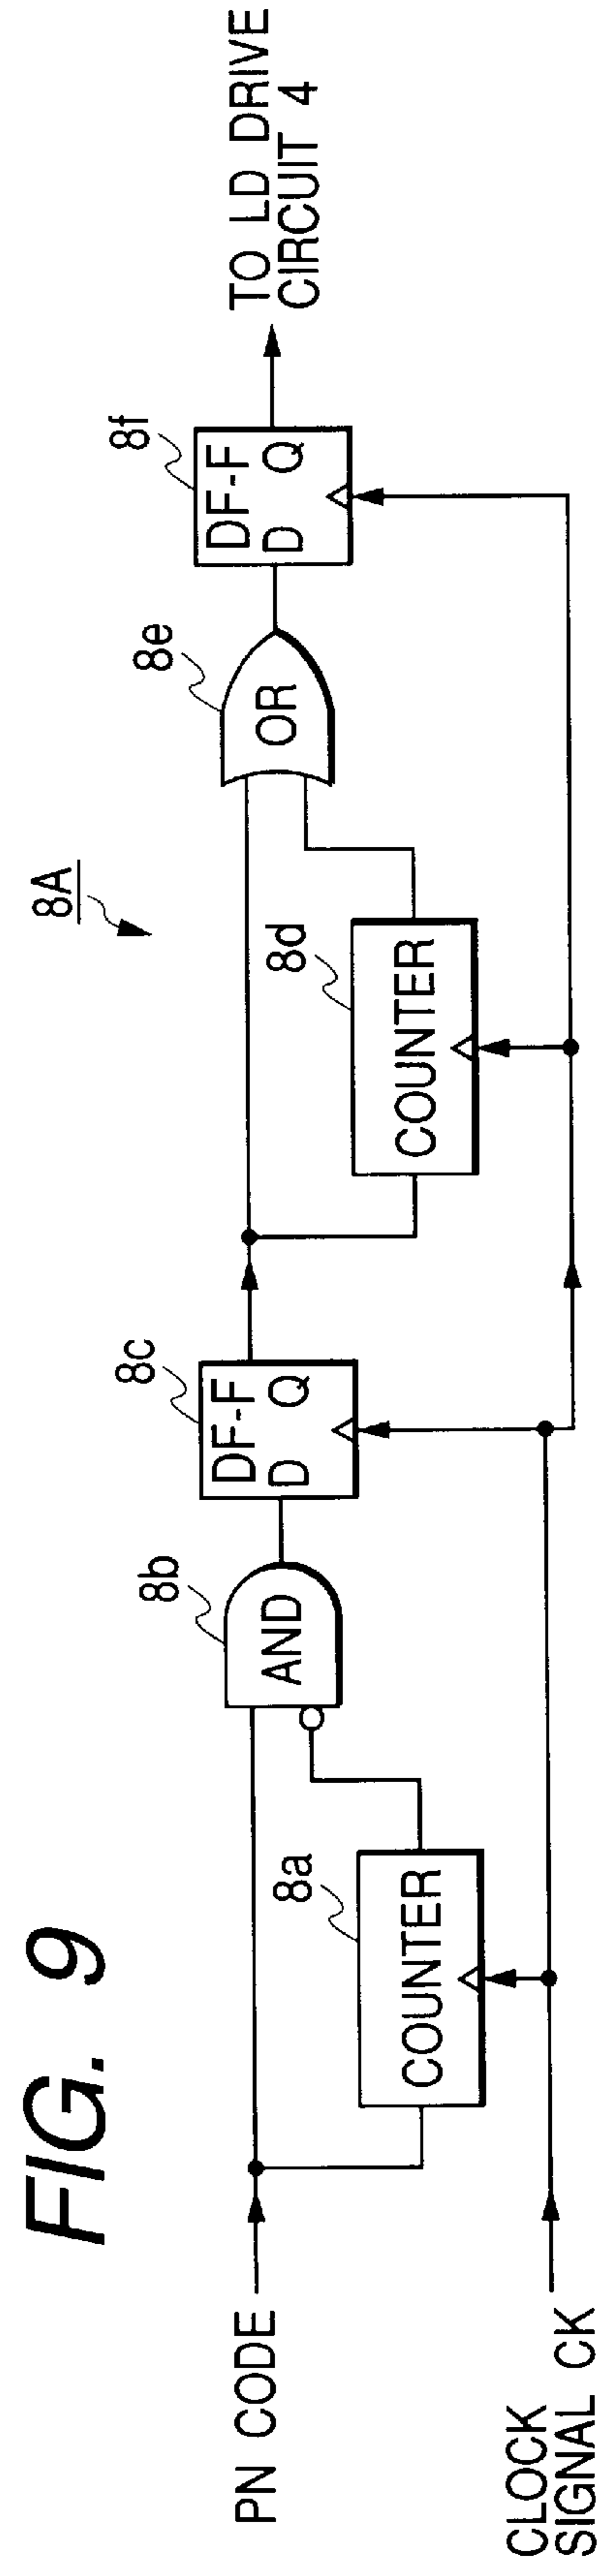 FIG. 9
8A
PN CODE
CLOCK
SIGNAL CK
8a
COUNTER
8b
AND
8c
DF-F
D Q
8d
COUNTER
8e
OR
8f
DF-F
D Q
TO LD DRIVE
CIRCUIT 4